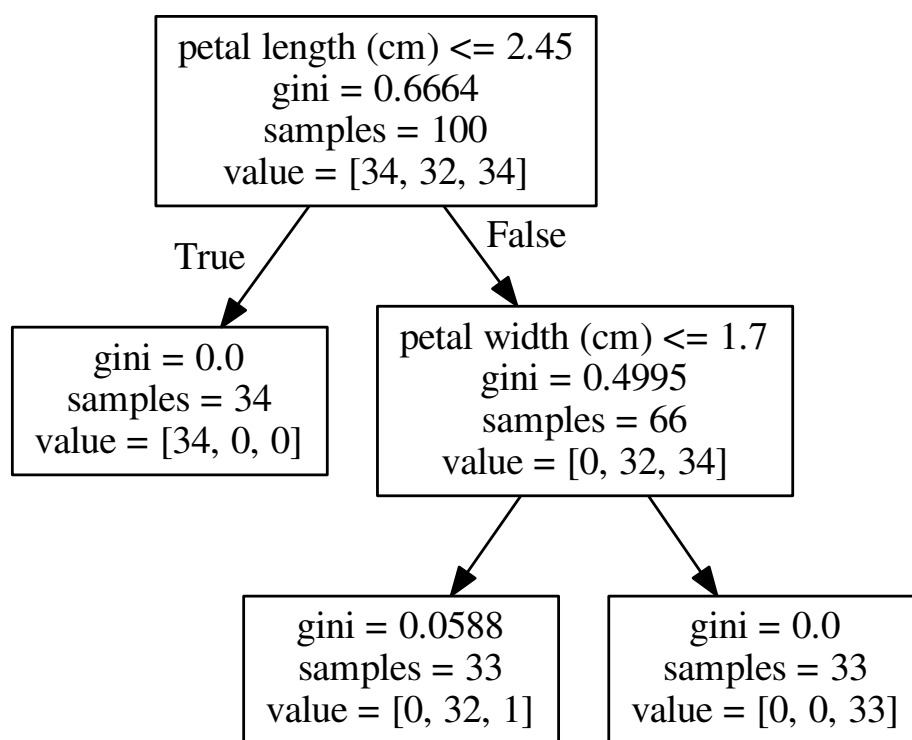 petal length (cm) <= 2.45
gini = 0.6664
samples = 100
value = [34, 32, 34]
True
False
gini = 0.0
samples = 34
value = [34, 0, 0]
petal width (cm) <= 1.7
gini = 0.4995
samples = 66
value = [0, 32, 34]
gini = 0.0588
samples = 33
value = [0, 32, 1]
gini = 0.0
samples = 33
value = [0, 0, 33]